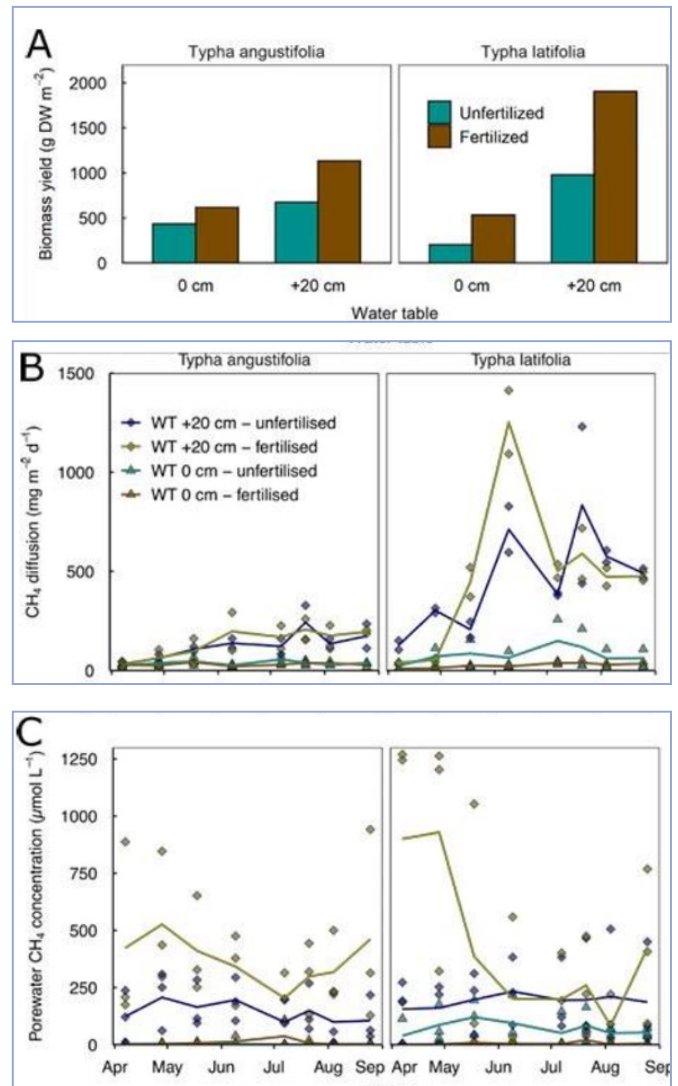 A
Typha angustifolia
Typha latifolia
Biomass yield (g DW m⁻²)
2000
1500
1000
500
0
Unfertilized
Fertilized
0 cm
+20 cm
0 cm
+20 cm
Water table
B
Typha angustifolia
Typha latifolia
CH₄ diffusion (mg m⁻² d⁻¹)
1500
1000
500
0
WT +20 cm – unfertilised
WT +20 cm – fertilised
WT 0 cm – unfertilised
WT 0 cm – fertilised
C
Porewater CH₄ concentration (µmol L⁻¹)
1250
1000
750
500
250
0
Apr
May
Jun
Jul
Aug
Sep
Apr
May
Jun
Jul
Aug
Sep